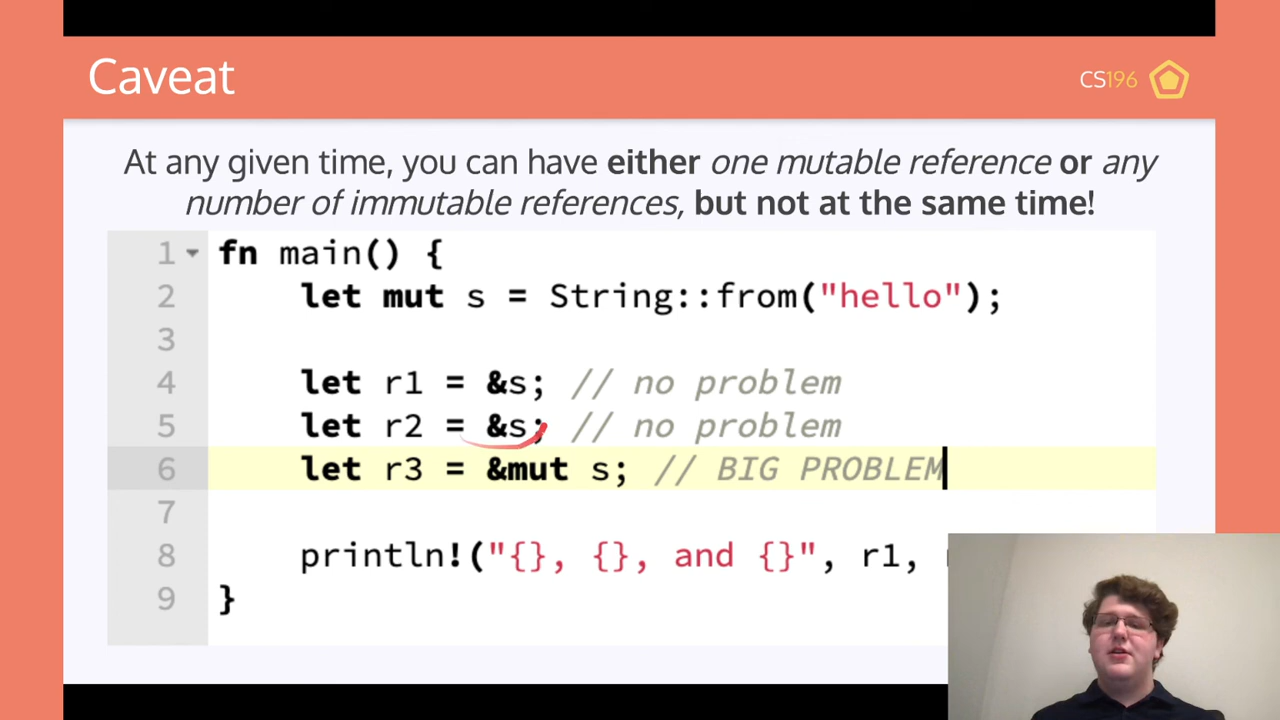 Caveat
CS196
At any given time, you can have either one mutable reference or any
number of immutable references, but not at the same time!
1 fn main() {
2 let mut s = String::from("hello");
3
4 let r1 = &s; // no problem
5 let r2 = &s; // no problem
6 let r3 = &mut s; // BIG PROBLEM
7
8 println!("{}, {}, and {}", r1,
9 }